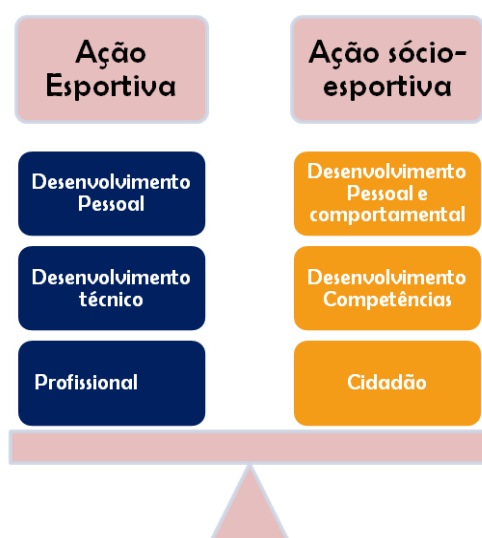 Ação
Esportiva
Ação sócio-
esportiva
Desenvolvimento
Pessoal
Desenvolvimento
técnico
Profissional
Desenvolvimento
Pessoal e
comportamental
Desenvolvimento
Competências
Cidadão